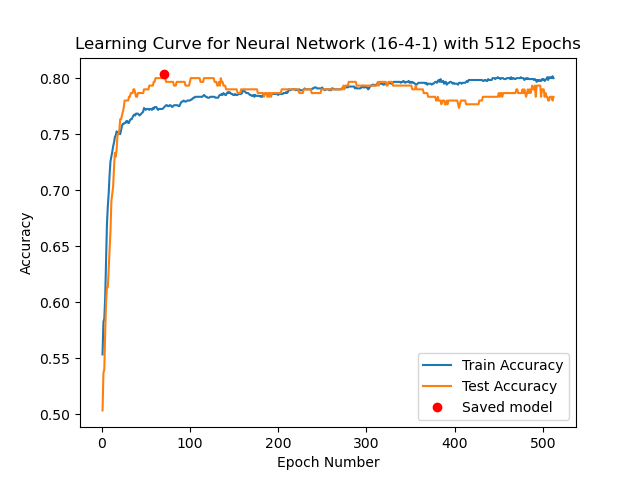 Learning Curve for Neural Network (16-4-1) with 512 Epochs
0.80
0.75
0.70
0.65
0.60
0.55
0.50
Accuracy
Train Accuracy
Test Accuracy
Saved model
0 100 200 300 400 500
Epoch Number